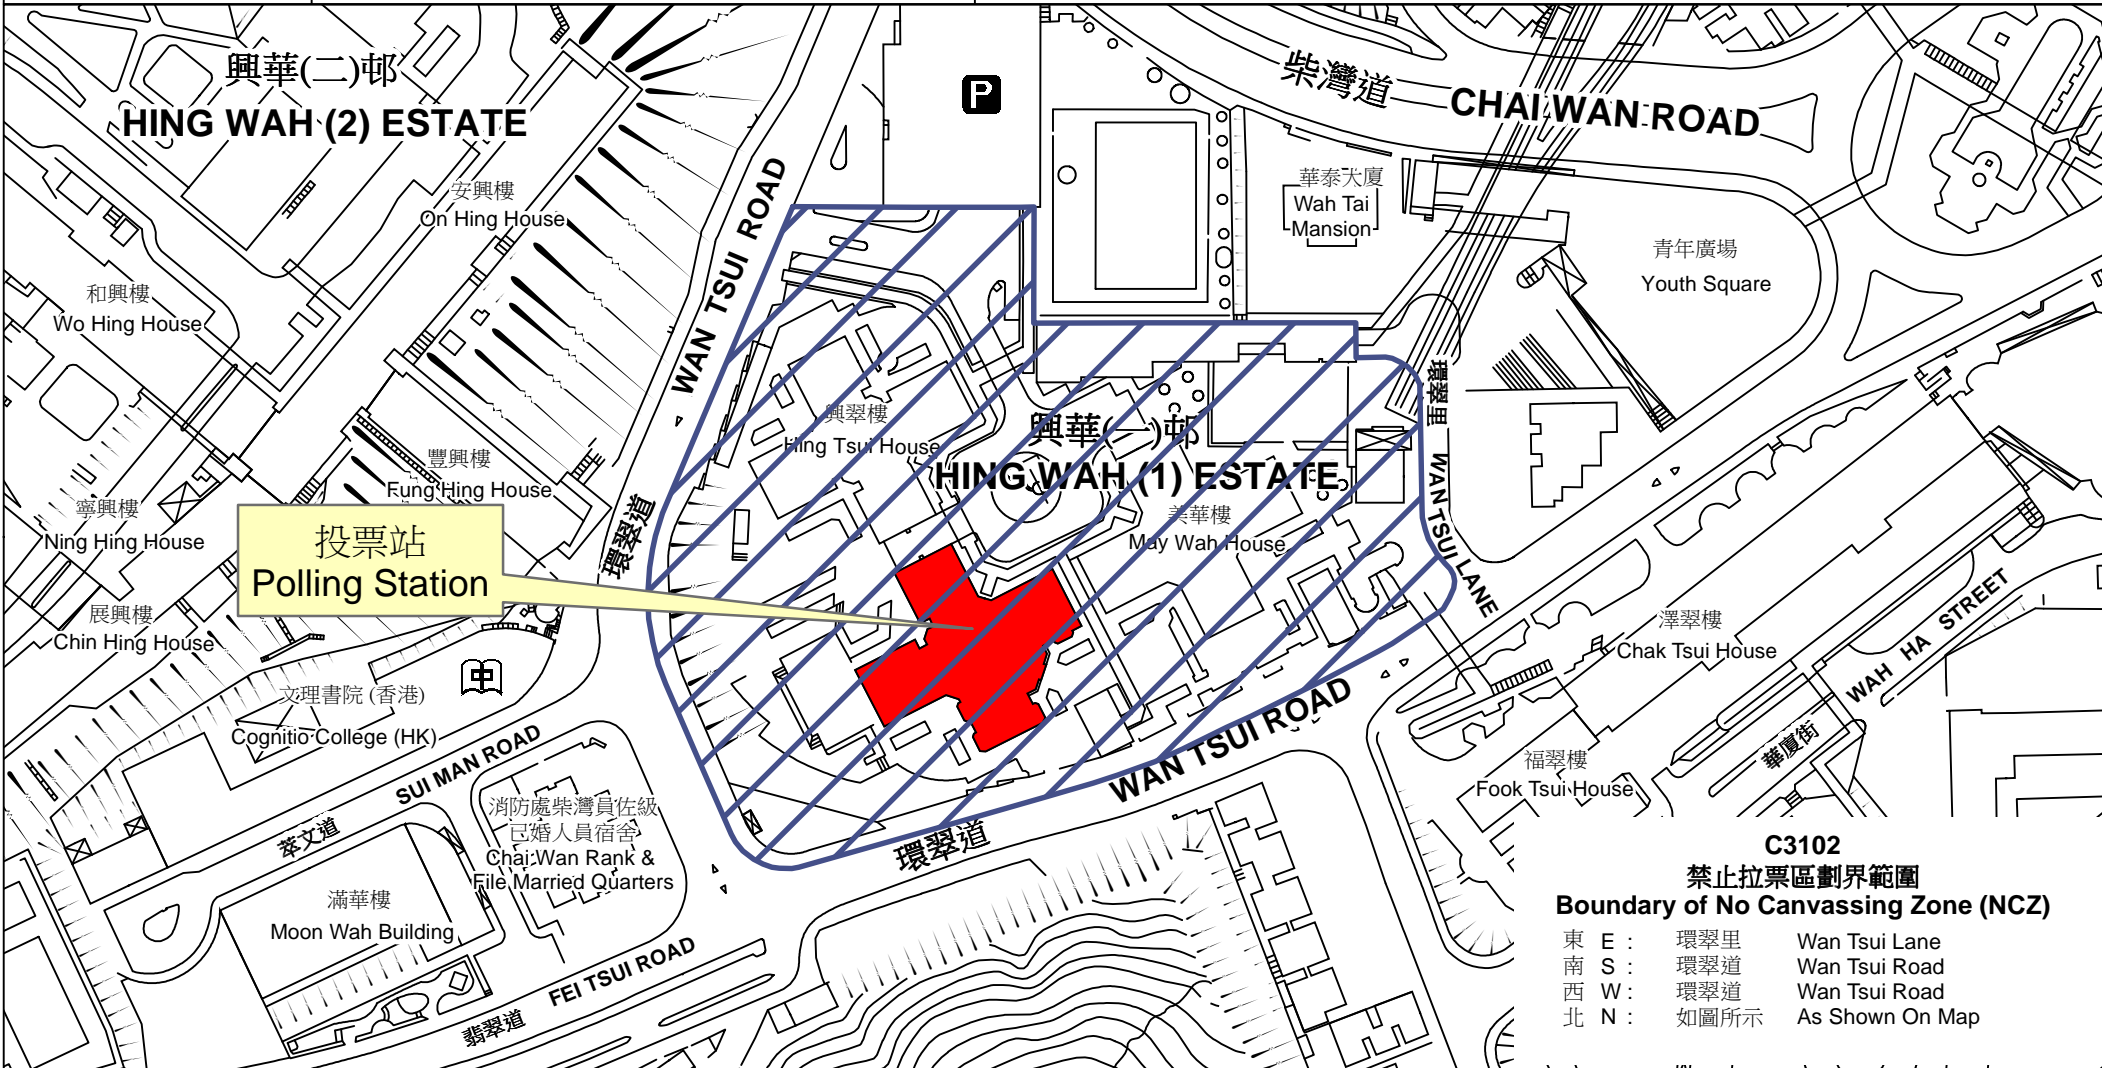 興華(二)邨
HING WAH (2) ESTATE
P
柴灣道
CHAI WAN ROAD
安興樓
On Hing House
WAN TSUI ROAD
華泰大廈
Wah Tai
Mansion
青年廣場
Youth Square
和興樓
Wo Hing House
環翠里
WAN TSUI LANE
興翠樓
Hing Tsui House
興華(一)邨
HING WAH (1) ESTATE
豐興樓
Fung Hing House
寧興樓
Ning Hing House
環翠道
美華樓
May Wah House
投票站
Polling Station
展興樓
Chin Hing House
澤翠樓
Chak Tsui House
WAH HA STREET
華廈街
文理書院 (香港)
Cognitio College (HK)
中
SUI MAN ROAD
萃文道
WAN TSUI ROAD
環翠道
福翠樓
Fook Tsui House
消防處柴灣員佐級
已婚人員宿舍
Chai Wan Rank &
File Married Quarters
滿華樓
Moon Wah Building
FEI TSUI ROAD
翡翠道
C3102
禁止拉票區劃界範圍
Boundary of No Canvassing Zone (NCZ)
東 E : 環翠里 Wan Tsui Lane
南 S : 環翠道 Wan Tsui Road
西 W : 環翠道 Wan Tsui Road
北 N : 如圖所示 As Shown On Map